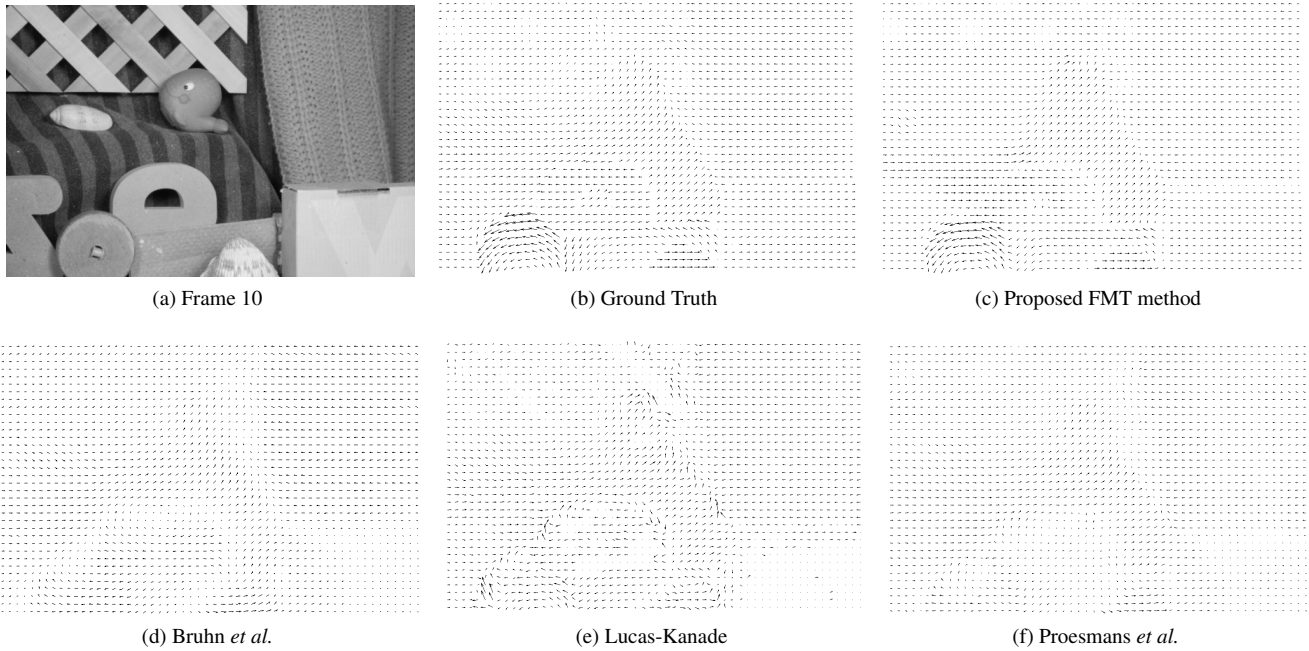 (a) Frame 10
(b) Ground Truth
(c) Proposed FMT method
(d) Bruhn et al.
(e) Lucas-Kanade
(f) Proesmans et al.